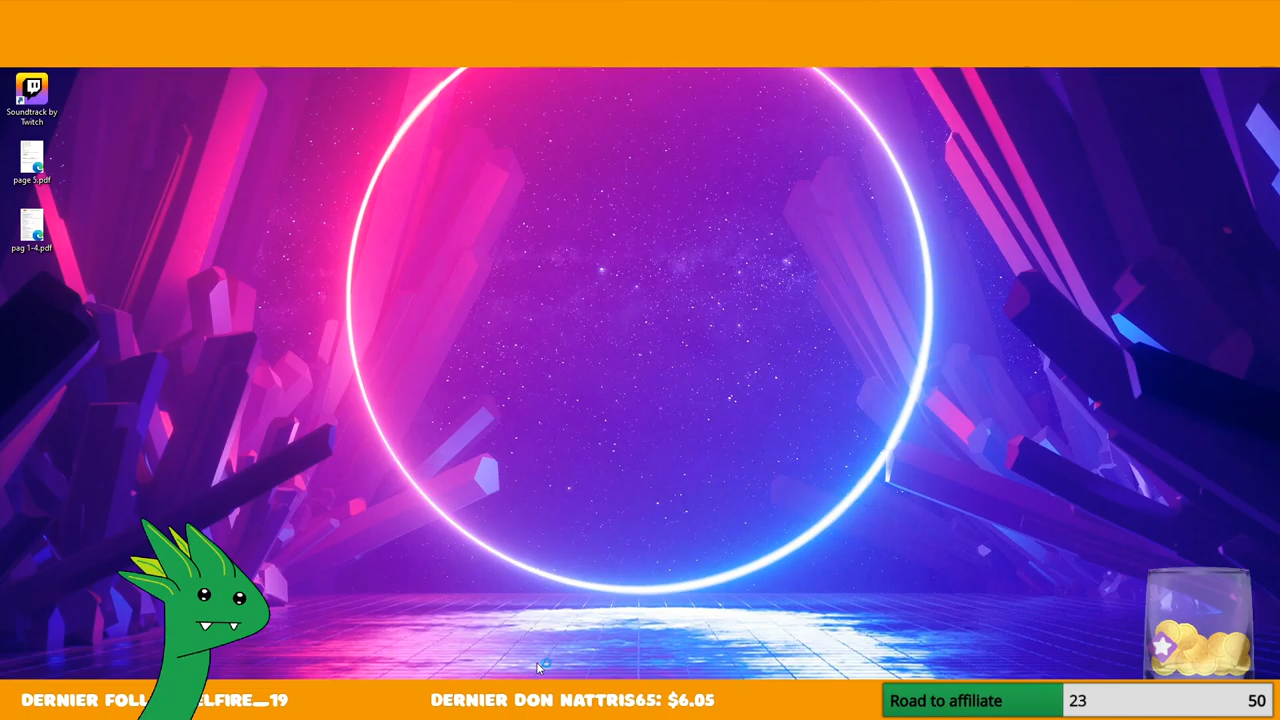 Soundtrack by
Twitch
page 5.pdf
pag 1-4.pdf
DERNIER FOLL ELFIRE_19
DERNIER DON NATTRIS65: $6.05
Road to affiliate
23
50